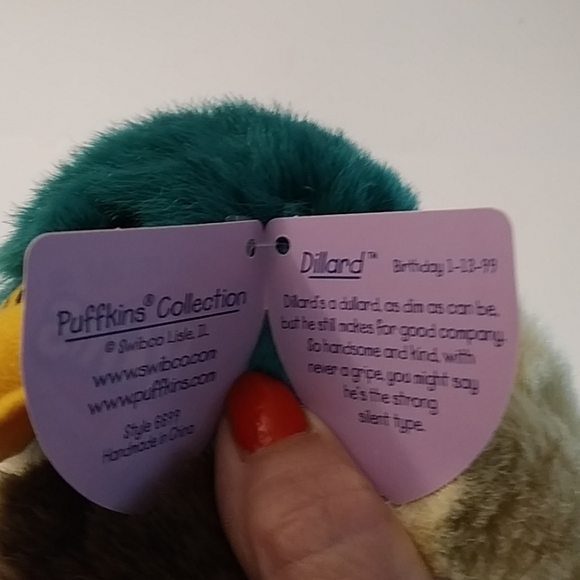 Puffkins® Collection
© Swibco Lisle, IL
www.swibco.com
www.puffkins.com
Style 6699
Handmade in China
Dillard™ Birthday 1-13-99
Dillard's a dullard, as dim as can be,
but he still makes for good company.
So handsome and kind, with
never a gripe, you might say
he's the strong
silent type.